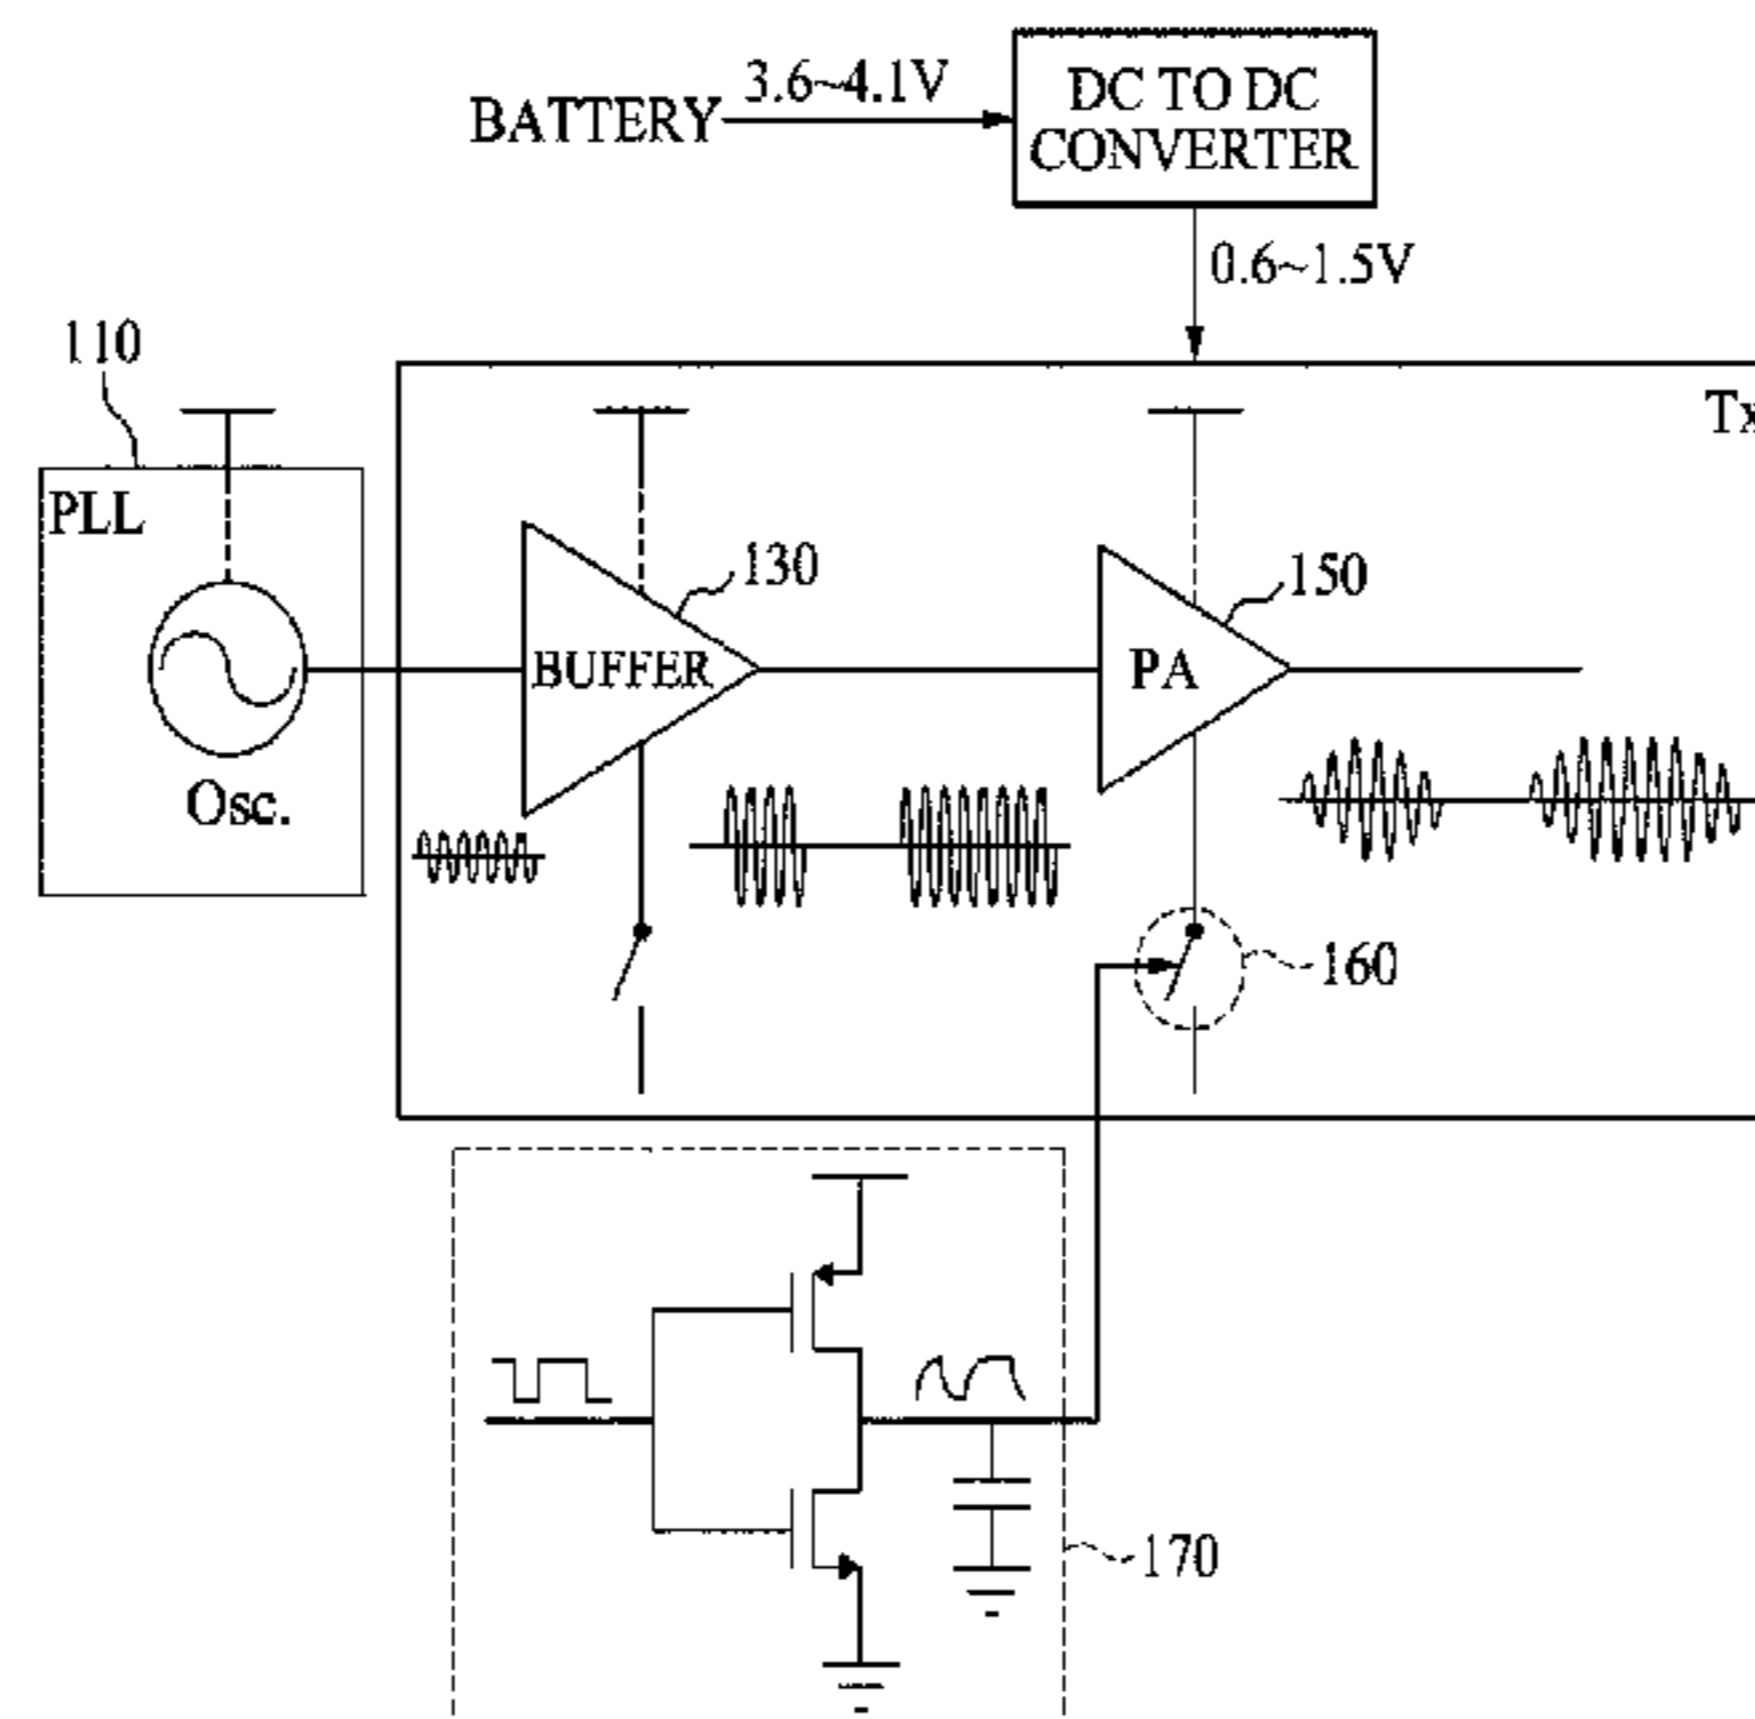 3.6~4.1V
BATTERY
DC TO DC
CONVERTER
0.6~1.5V
110
Tx
PLL
130
150
BUFFER
PA
Osc.
160
170